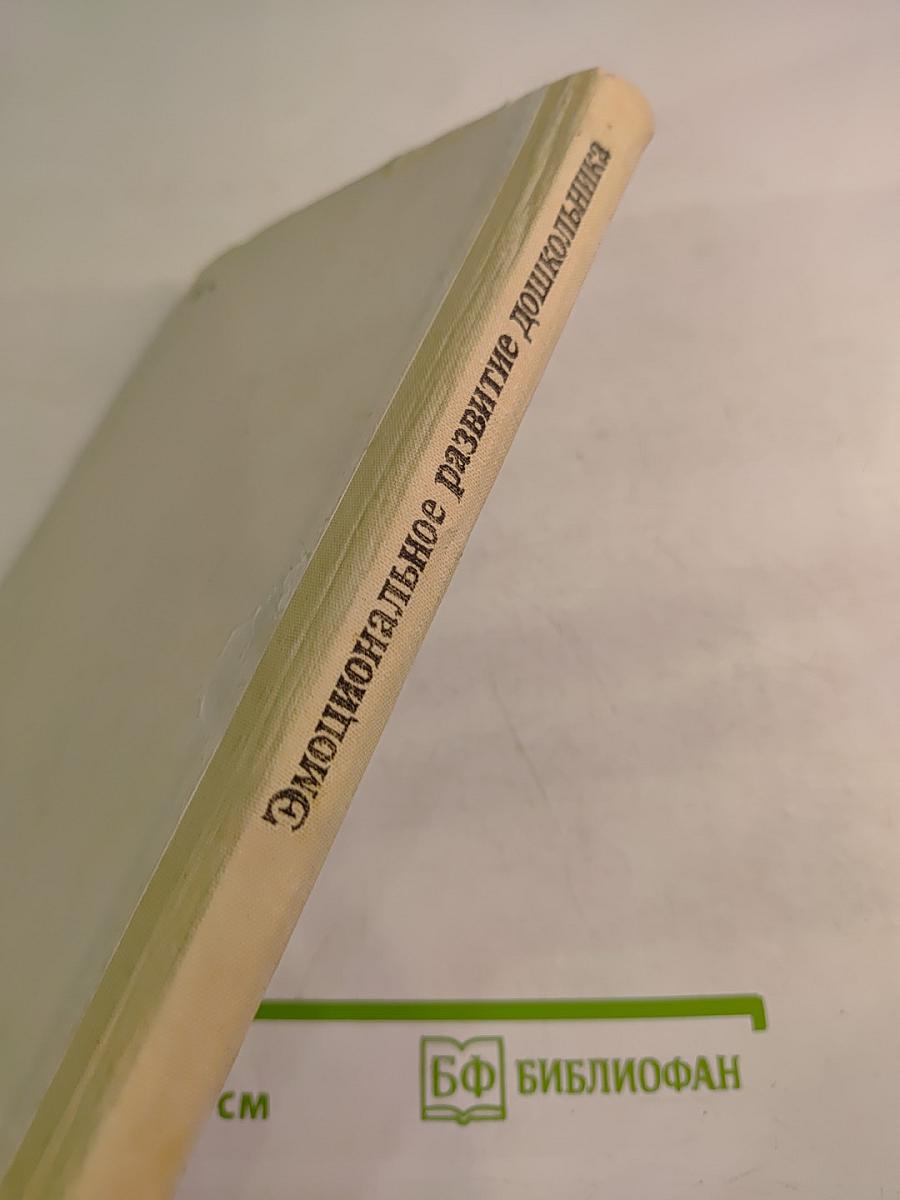 Эмоциональное развитие дошкольника
см
БФ БИБЛИОФАН